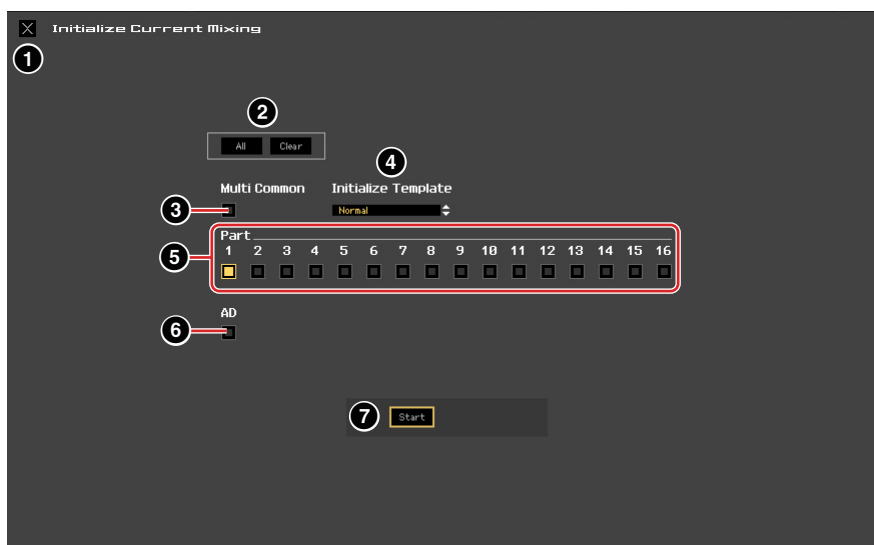 X Initialize Current Mixing
1
2
All Clear
4
Multi Common Initialize Template
3 Normal
Part
5 1 2 3 4 5 6 7 8 9 10 11 12 13 14 15 16
AD
6
7 Start